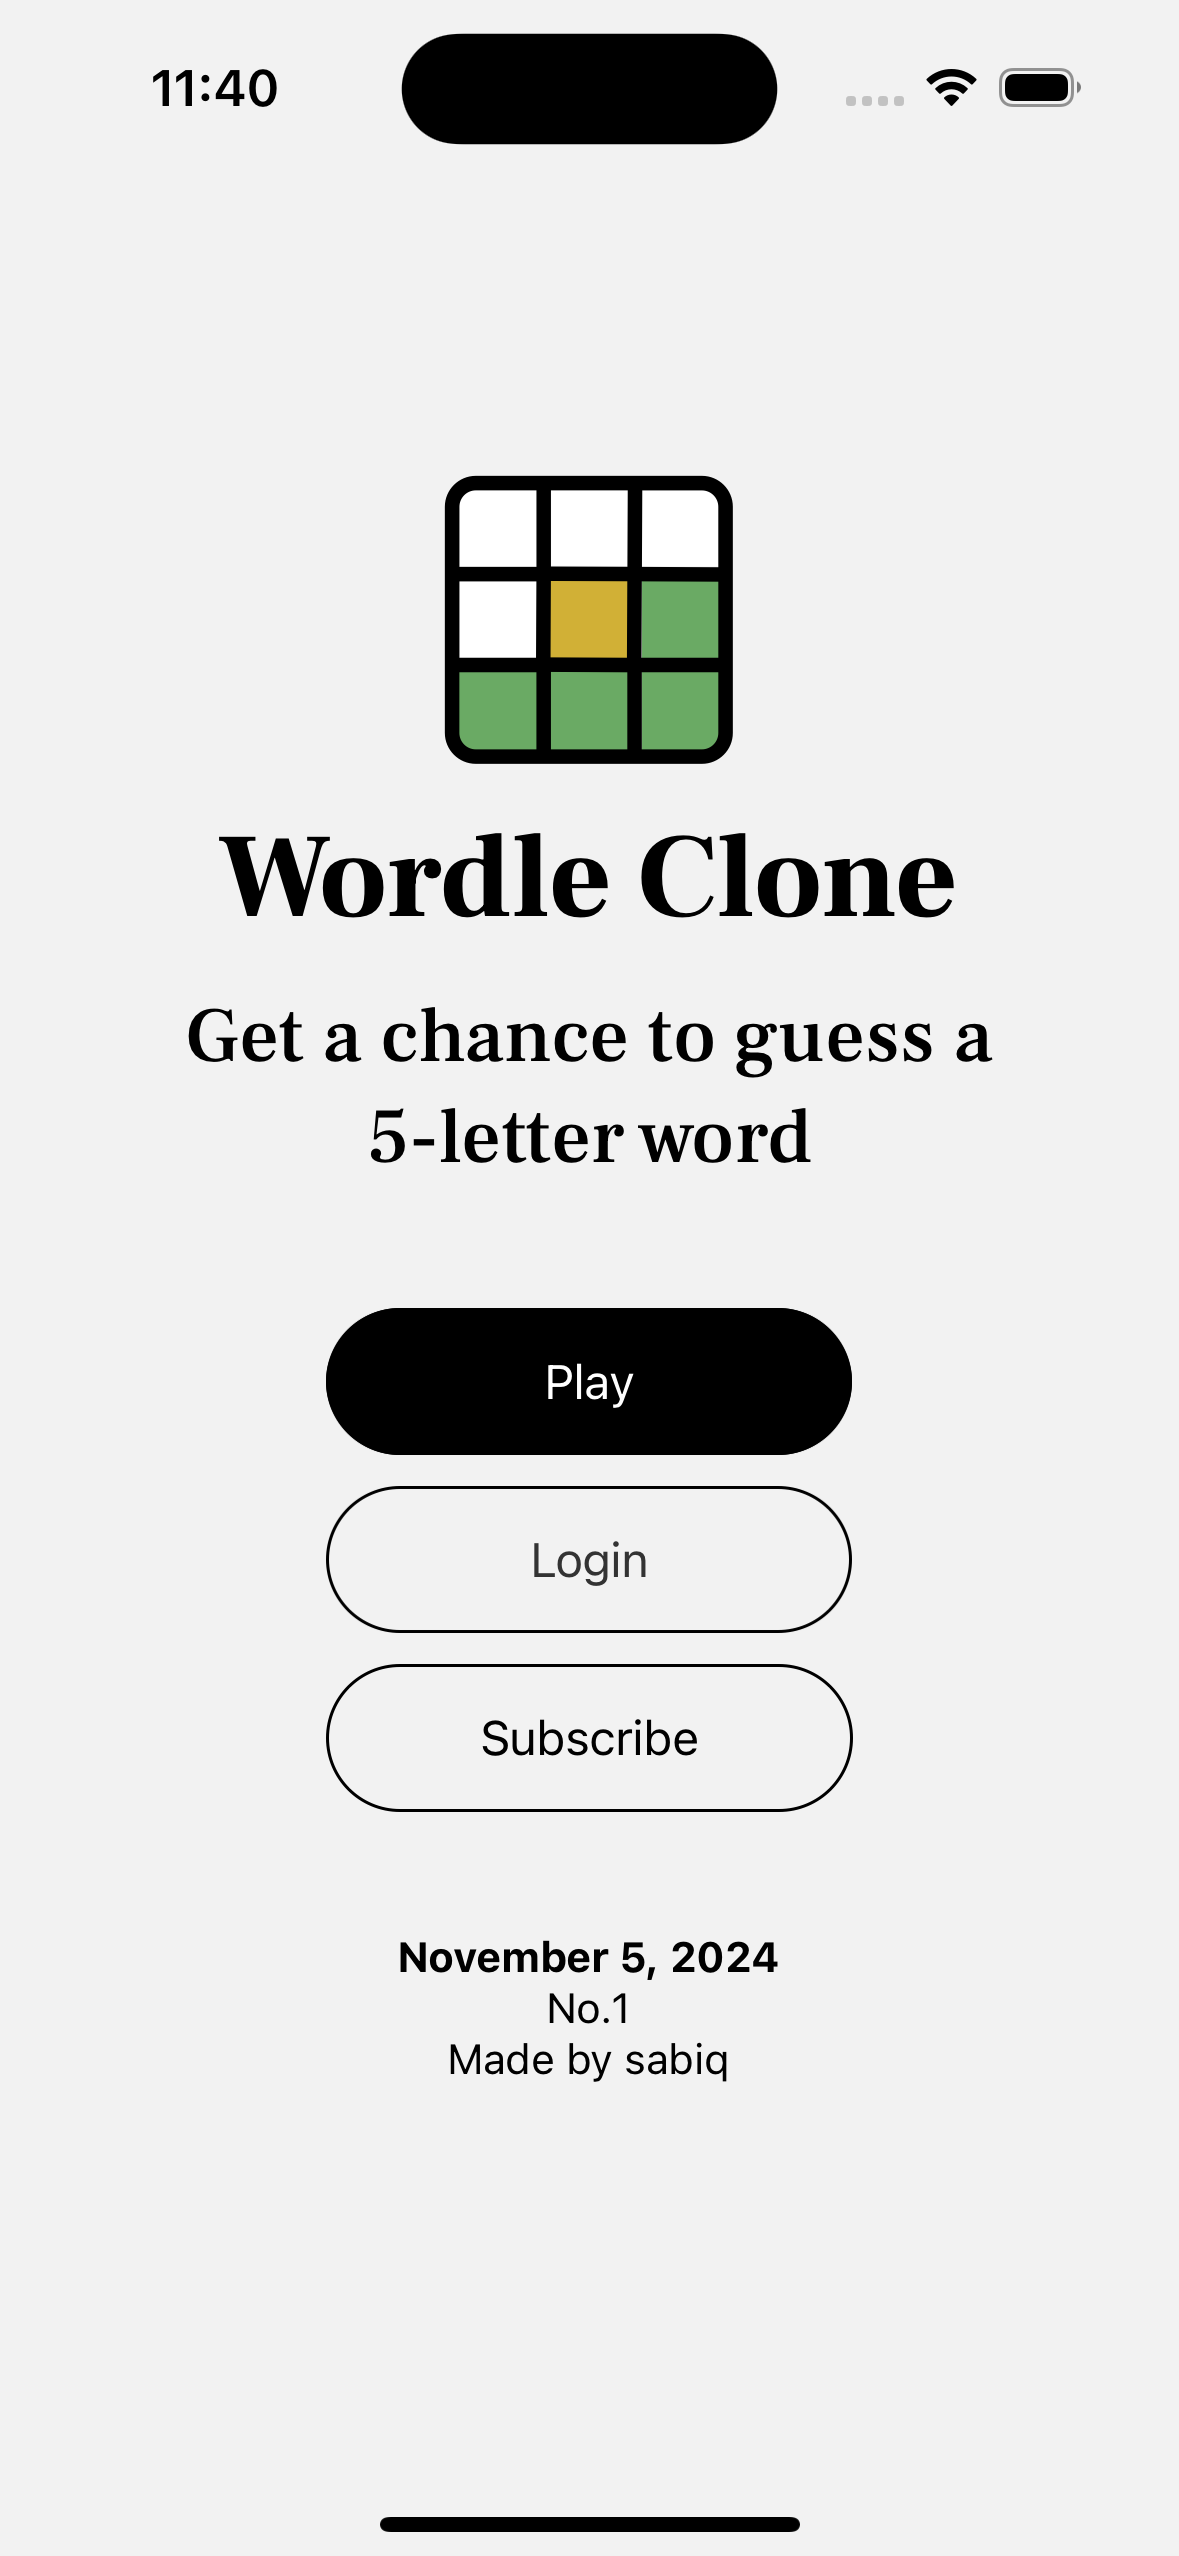 11:40
Wordle Clone
Get a chance to guess a
5-letter word
Play
Login
Subscribe
November 5, 2024
No.1
Made by sabiq